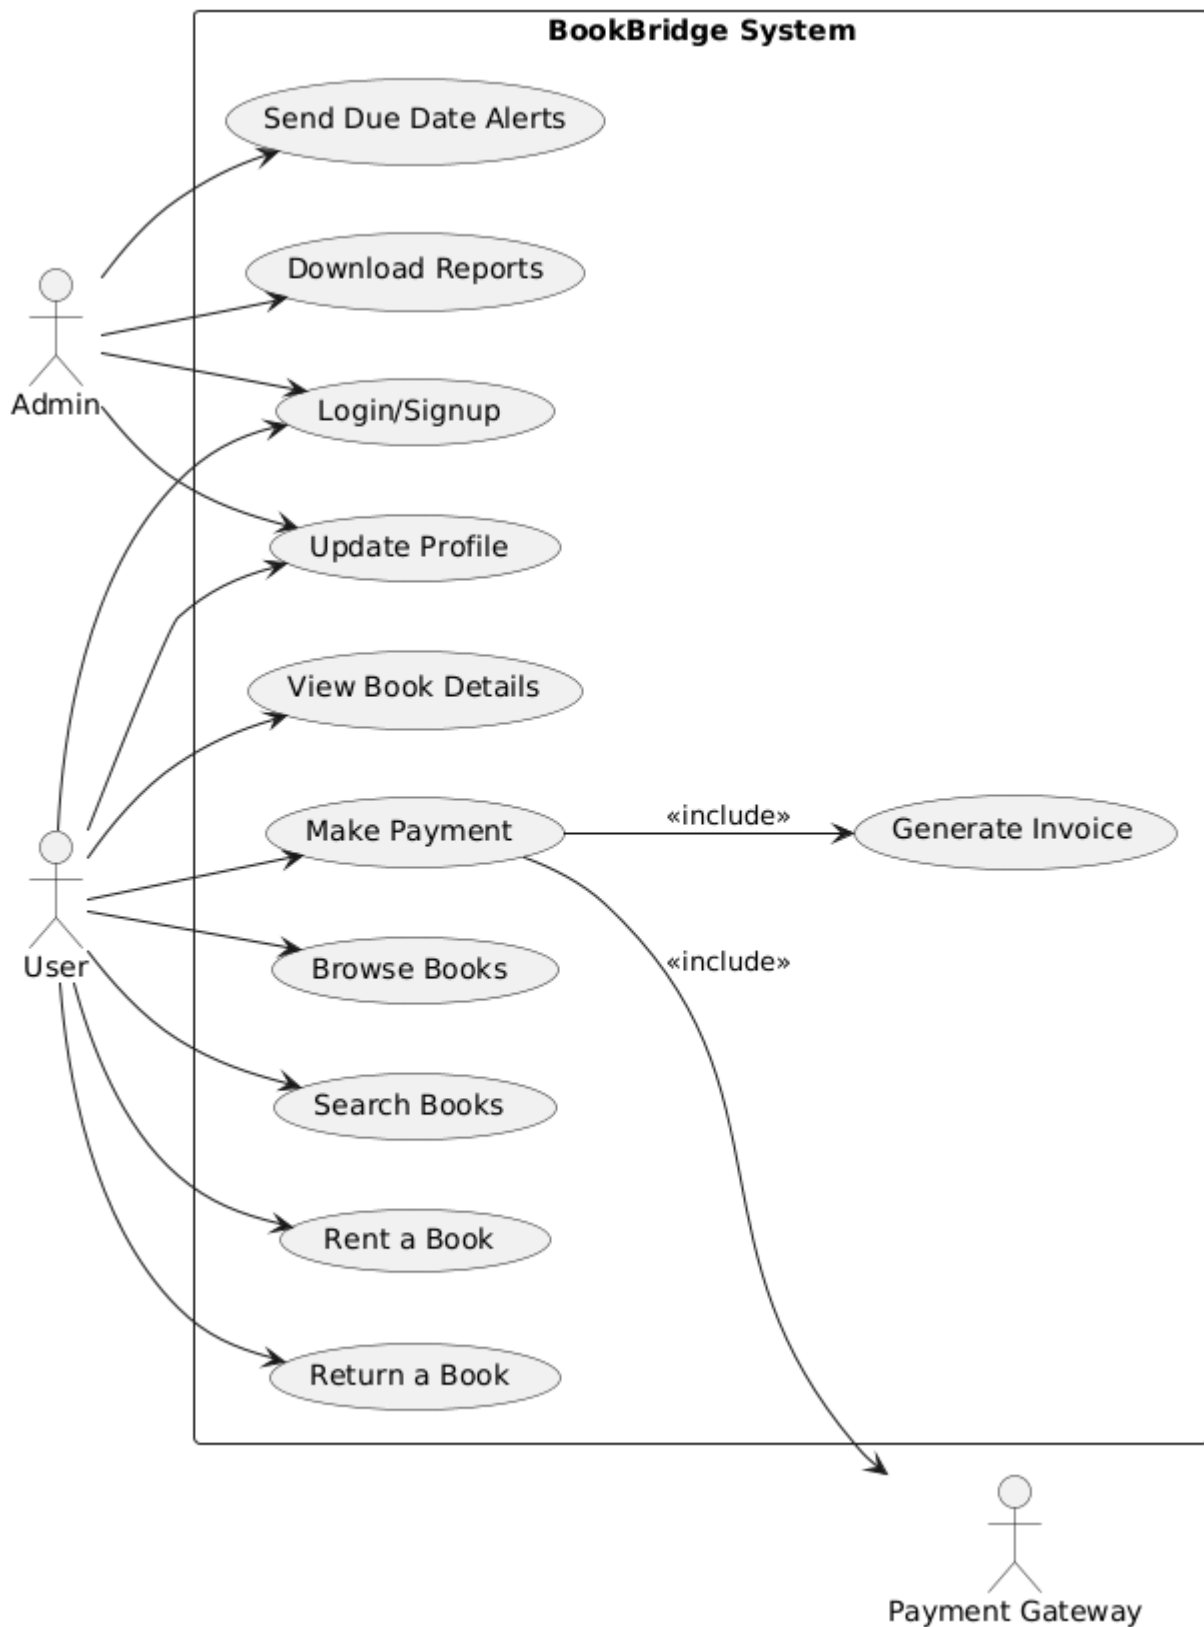 BookBridge System
Send Due Date Alerts
Download Reports
Admin
Login/Signup
Update Profile
View Book Details
Make Payment
«include»
Generate Invoice
User
Browse Books
«include»
Search Books
Rent a Book
Return a Book
Payment Gateway